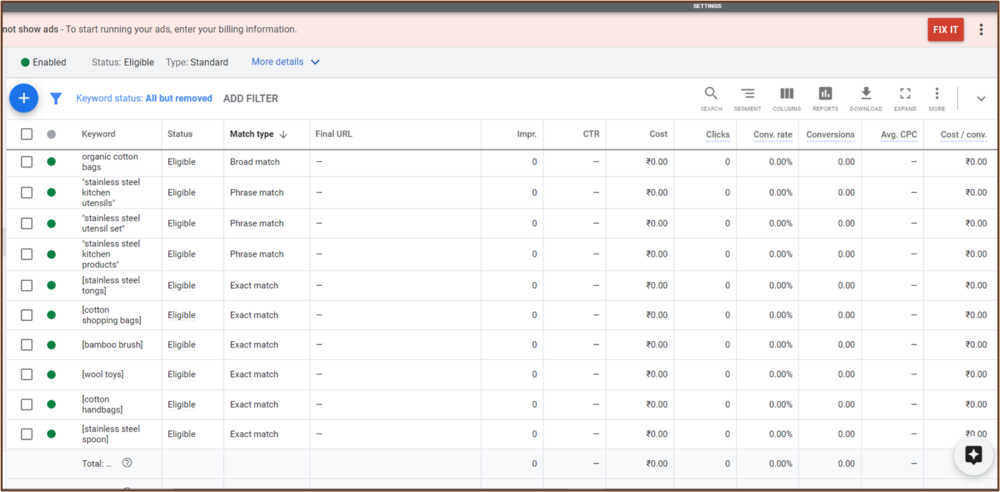 SETTINGS
not show ads - To start running your ads, enter your billing information.
FIX IT
Enabled Status: Eligible Type: Standard More details
Keyword status: All but removed ADD FILTER
SEARCH SEGMENT COLUMNS REPORTS DOWNLOAD EXPAND MORE
Keyword Status Match type ↓ Final URL Impr. CTR Cost Clicks Conv. rate Conversions Avg. CPC Cost / conv.
organic cotton
bags
Eligible Broad match — 0 — ₹0.00 0 0.00% 0.00 — ₹0.00
"stainless steel
kitchen
utensils"
Eligible Phrase match — 0 — ₹0.00 0 0.00% 0.00 — ₹0.00
"stainless steel
utensil set"
Eligible Phrase match — 0 — ₹0.00 0 0.00% 0.00 — ₹0.00
"stainless steel
kitchen
products"
Eligible Phrase match — 0 — ₹0.00 0 0.00% 0.00 — ₹0.00
[stainless steel
tongs]
Eligible Exact match — 0 — ₹0.00 0 0.00% 0.00 — ₹0.00
[cotton
shopping bags]
Eligible Exact match — 0 — ₹0.00 0 0.00% 0.00 — ₹0.00
[bamboo brush] Eligible Exact match — 0 — ₹0.00 0 0.00% 0.00 — ₹0.00
[wool toys] Eligible Exact match — 0 — ₹0.00 0 0.00% 0.00 — ₹0.00
[cotton
handbags]
Eligible Exact match — 0 — ₹0.00 0 0.00% 0.00 — ₹0.00
[stainless steel
spoon]
Eligible Exact match — 0 — ₹0.00 0 0.00% 0.00 — ₹0.00
Total: ... ? 0 — ₹0.00 0 0.00% 0.00 —